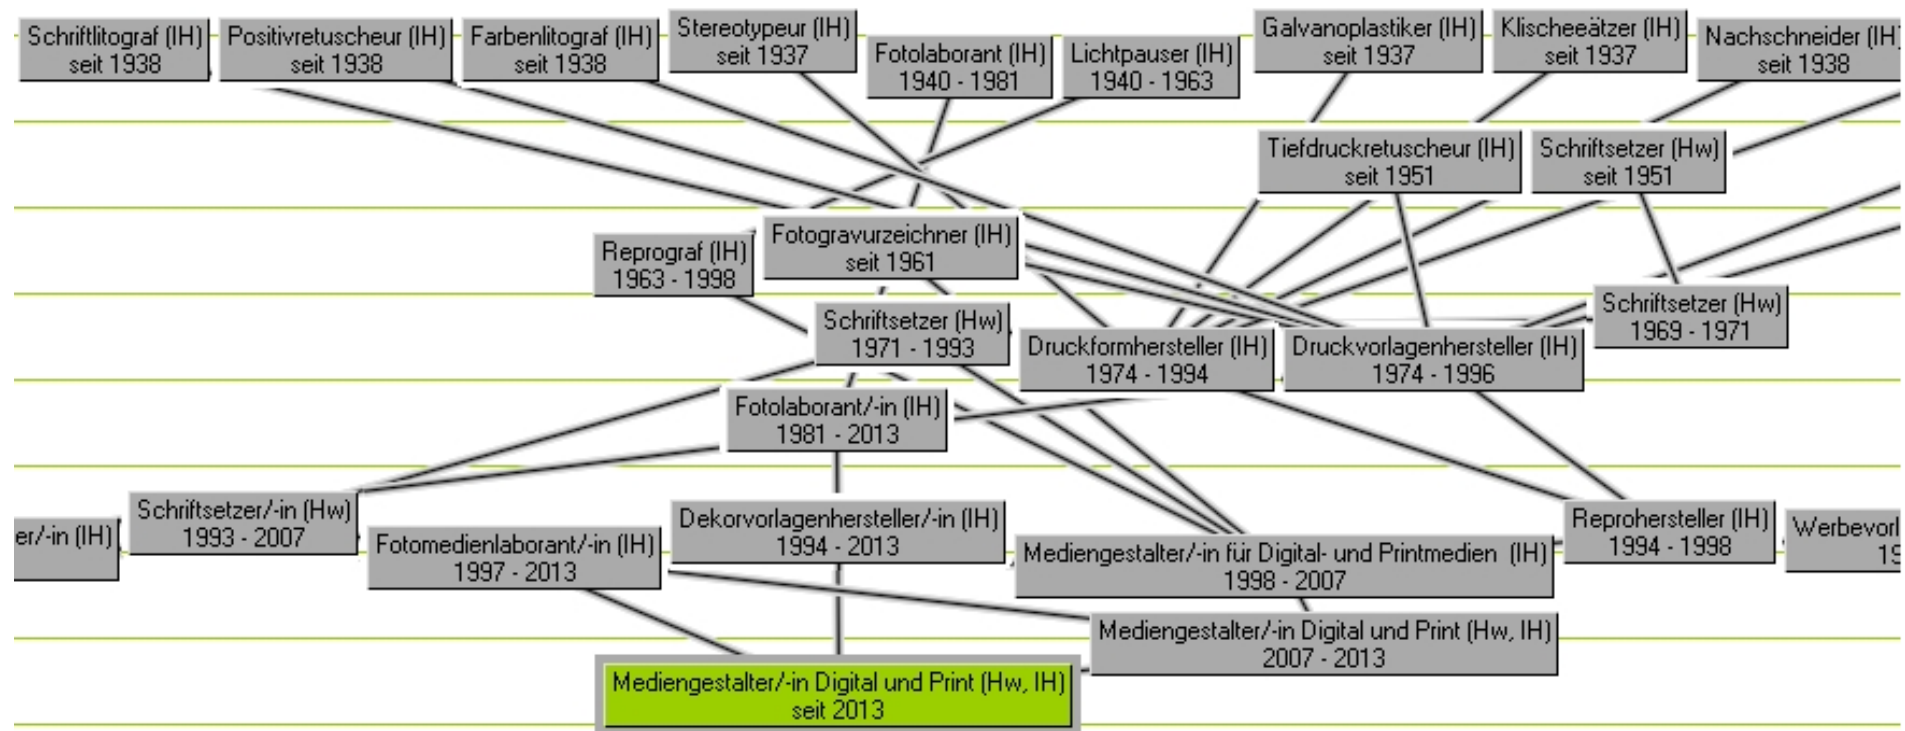 Schriftlitograf (IH)
seit 1938
Positivretuscheur (IH)
seit 1938
Farbenlitograf (IH)
seit 1938
Stereotypeur (IH)
seit 1937
Fotolaborant (IH)
1940 - 1981
Lichtpauser (IH)
1940 - 1963
Galvanoplastiker (IH)
seit 1937
Klischeeätzer (IH)
seit 1937
Nachschneider (IH)
seit 1938
Tiefdruckretuscheur (IH)
seit 1951
Schriftsetzer (Hw)
seit 1951
Reprograf (IH)
1963 - 1998
Fotogravurzeichner (IH)
seit 1961
Schriftsetzer (Hw)
1971 - 1993
Druckformhersteller (IH)
1974 - 1994
Druckvorlagenhersteller (IH)
1974 - 1996
Schriftsetzer (Hw)
1969 - 1971
Fotolaborant/-in (IH)
1981 - 2013
er/-in (IH)
Schriftsetzer/-in (Hw)
1993 - 2007
Fotomedienlaborant/-in (IH)
1997 - 2013
Dekorvorlagenhersteller/-in (IH)
1994 - 2013
Mediengestalter/-in für Digital- und Printmedien (IH)
1998 - 2007
Reprohersteller (IH)
1994 - 1998
Werbevorl
19
Mediengestalter/-in Digital und Print (Hw, IH)
2007 - 2013
Mediengestalter/-in Digital und Print (Hw, IH)
seit 2013